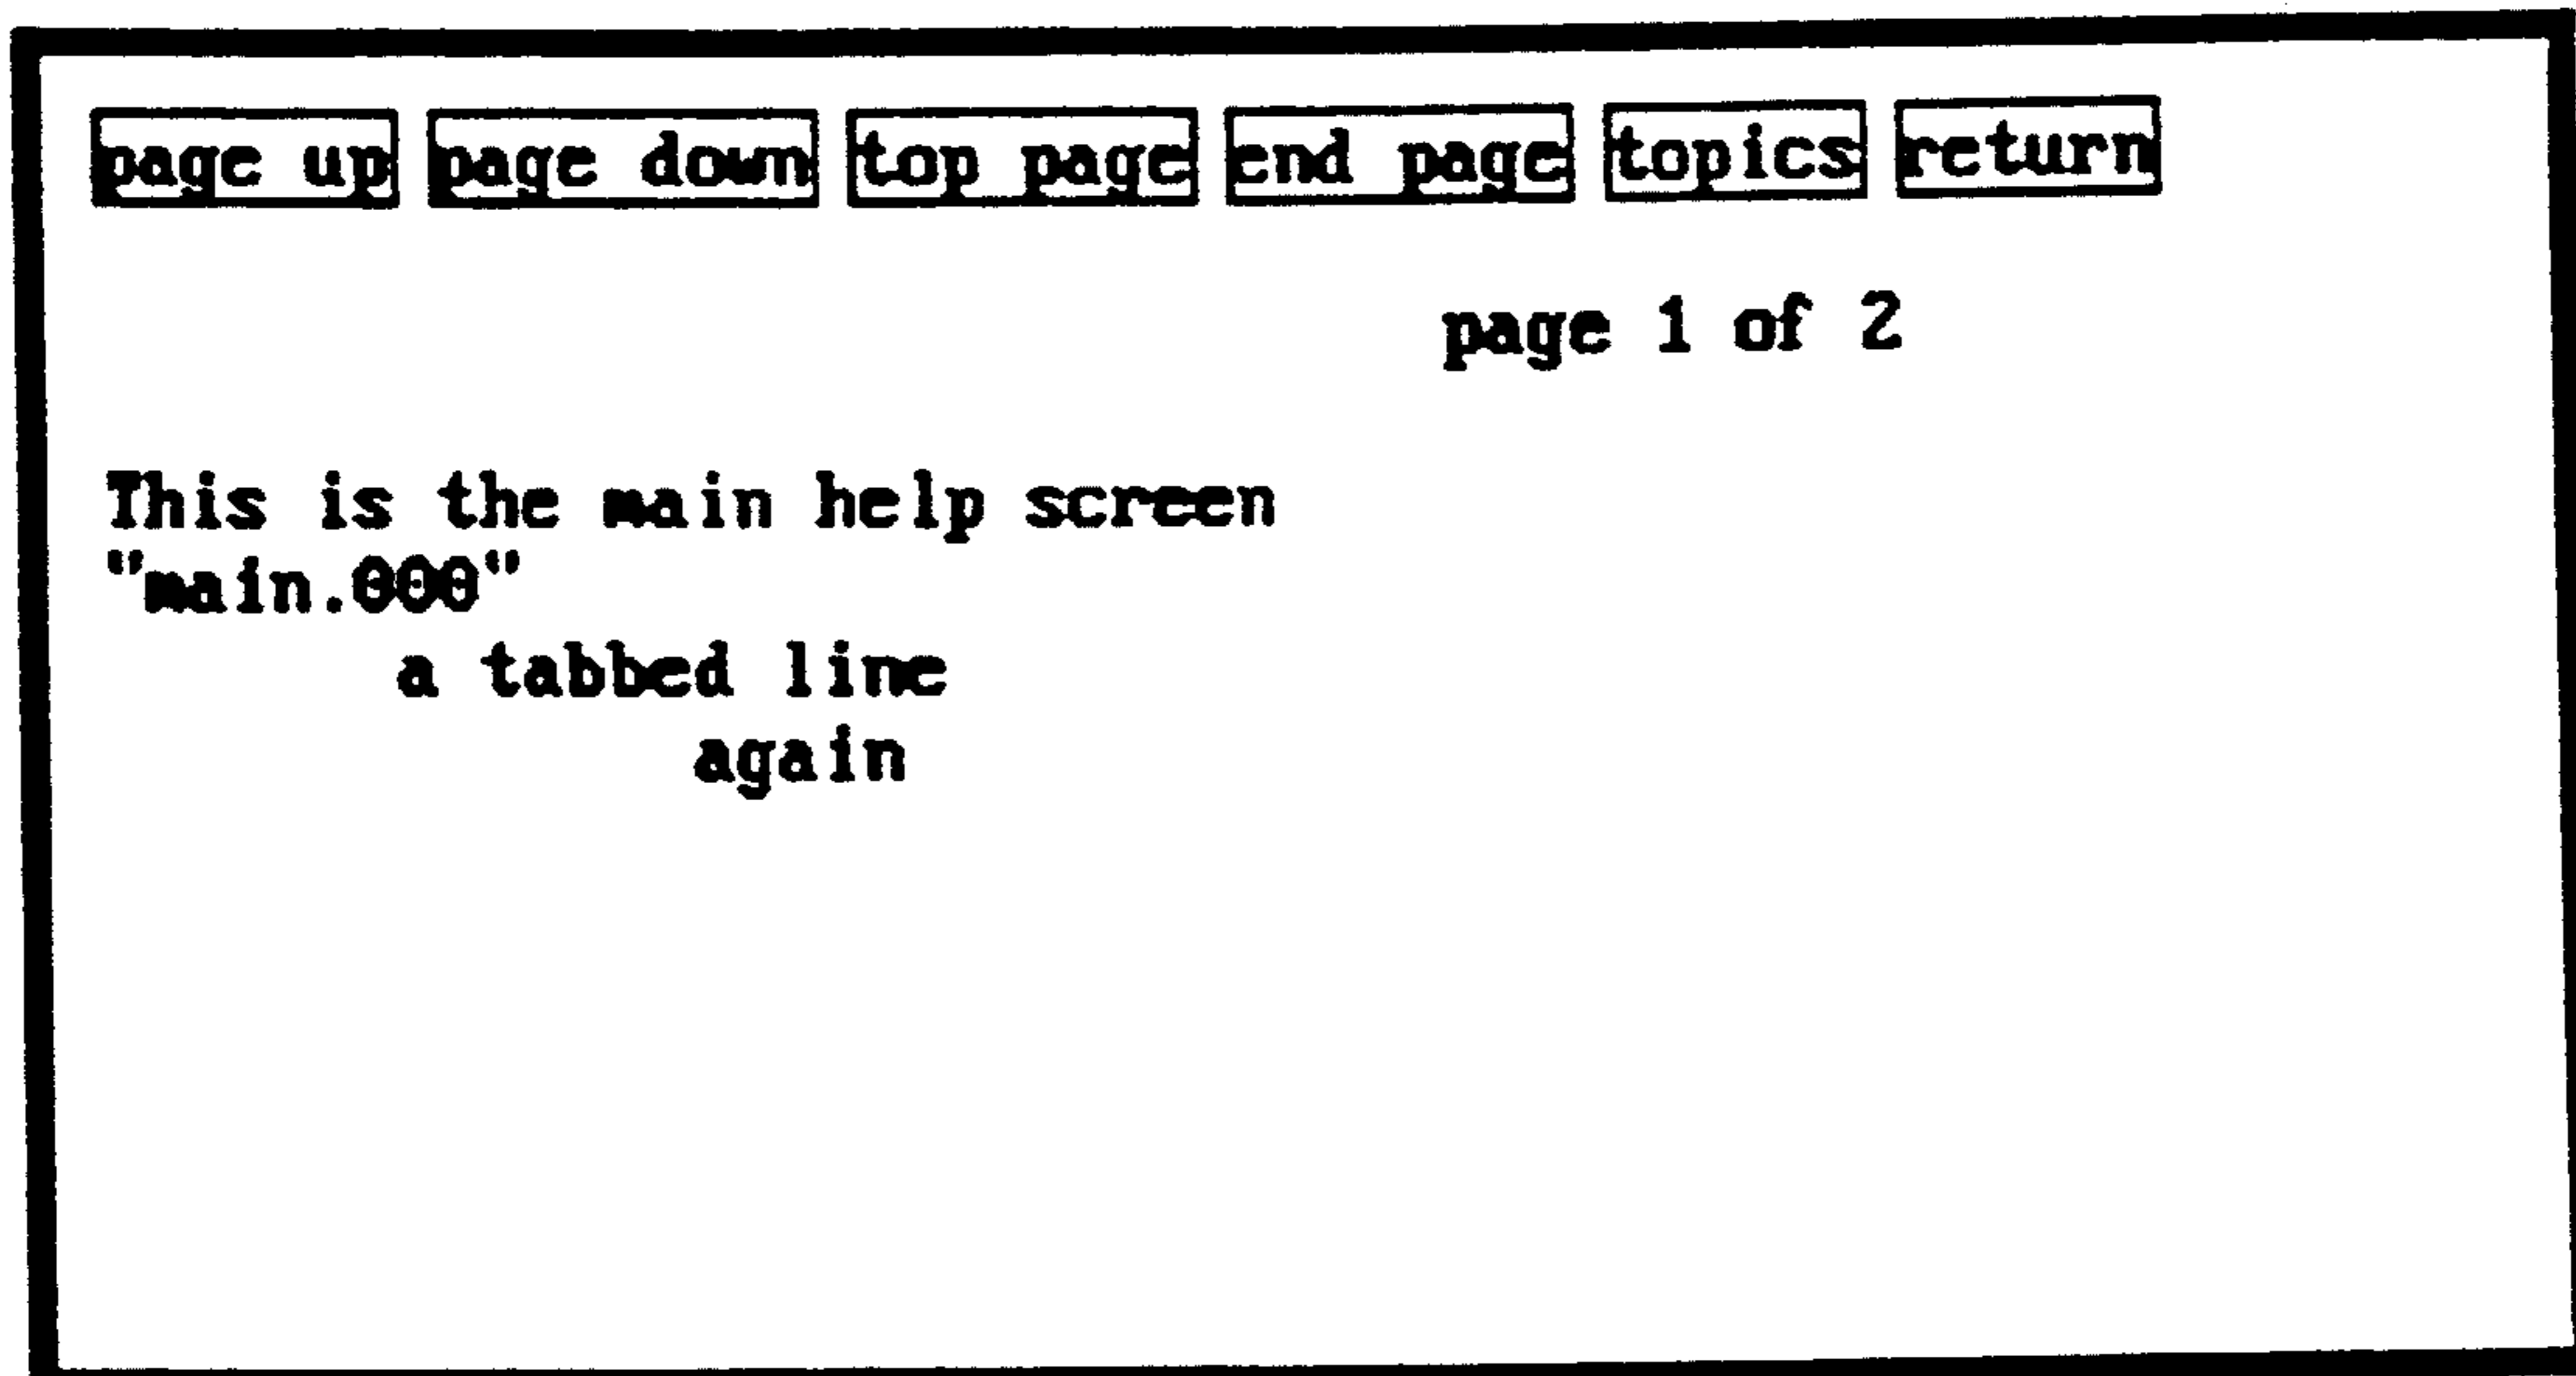 page up page down top page end page topics return
page 1 of 2
This is the main help screen
"main.000"
a tabbed line
again